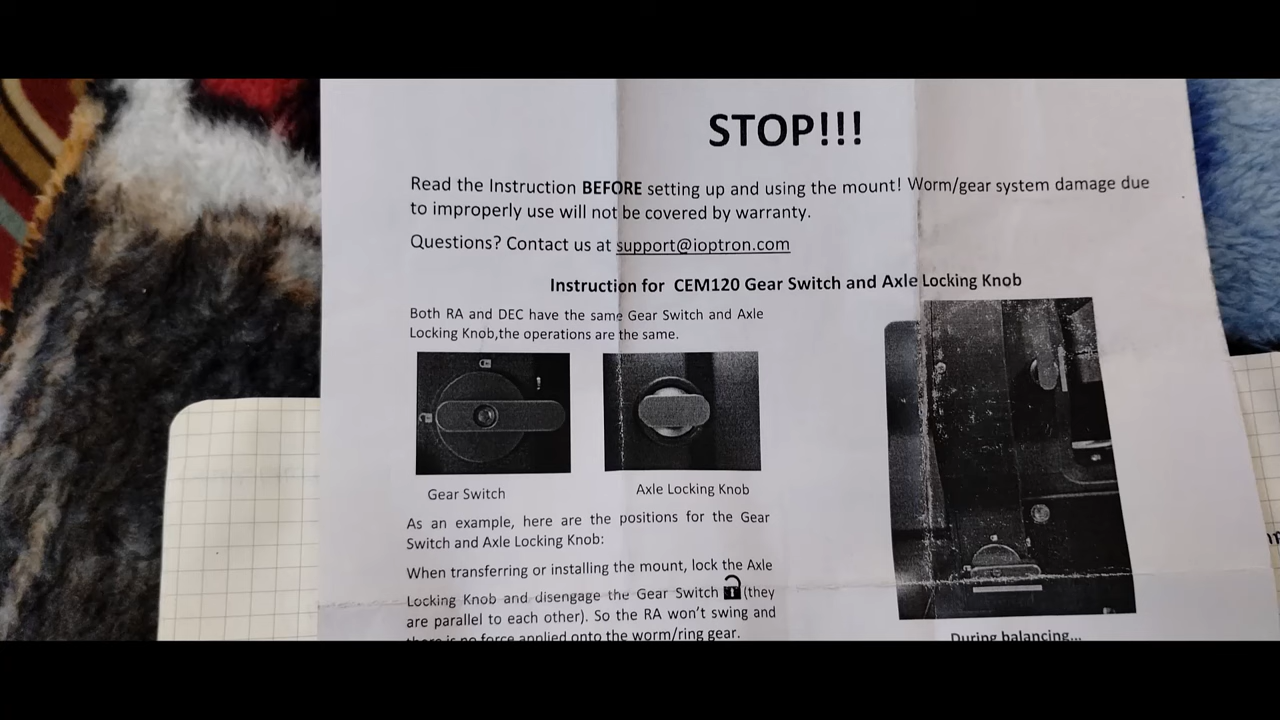 STOP!!!
Read the Instruction BEFORE setting up and using the mount! Worm/gear system damage due
to improperly use will not be covered by warranty.
Questions? Contact us at support@ioptron.com
Instruction for CEM120 Gear Switch and Axle Locking Knob
Both RA and DEC have the same Gear Switch and Axle
Locking Knob,the operations are the same.
Gear Switch
Axle Locking Knob
As an example, here are the positions for the Gear
Switch and Axle Locking Knob:
When transferring or installing the mount, lock the Axle
Locking Knob and disengage the Gear Switch (they
are parallel to each other). So the RA won't swing and
there is no force applied onto the worm/ring gear.
During balancing...